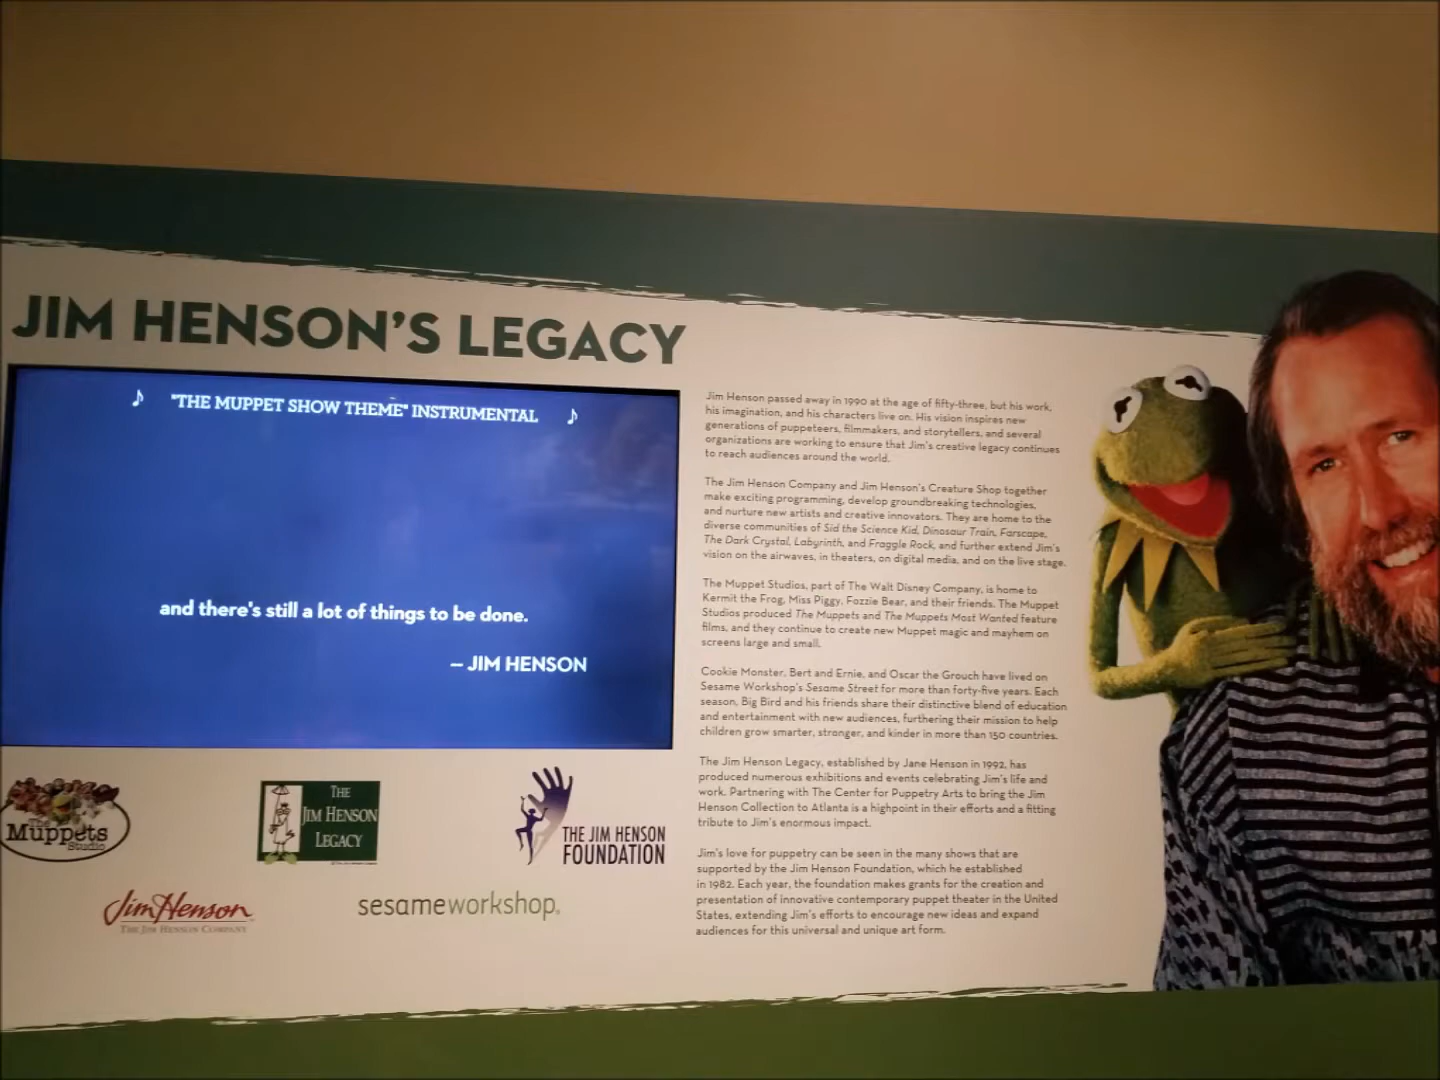 JIM HENSON'S LEGACY
♪ "THE MUPPET SHOW THEME" INSTRUMENTAL ♪
and there's still a lot of things to be done.
– JIM HENSON
The
Muppets
Studio
THE
JIM HENSON
LEGACY
THE JIM HENSON
FOUNDATION
Jim Henson
THE JIM HENSON COMPANY
sesameworkshop.
Jim Henson passed away in 1990 at the age of fifty-three, but his work,
his imagination, and his characters live on. His vision inspires new
generations of puppeteers, filmmakers, and storytellers, and several
organizations are working to ensure that Jim's creative legacy continues
to reach audiences around the world.
The Jim Henson Company and Jim Henson's Creature Shop together
make exciting programming, develop groundbreaking technologies,
and nurture new artists and creative innovators. They are home to the
diverse communities of Sid the Science Kid, Dinosaur Train, Farscape,
The Dark Crystal, Labyrinth, and Fraggle Rock, and further extend Jim's
vision on the airwaves, in theaters, on digital media, and on the live stage.
The Muppet Studios, part of The Walt Disney Company, is home to
Kermit the Frog, Miss Piggy, Fozzie Bear, and their friends. The Muppet
Studios produced The Muppets and The Muppets Most Wanted feature
films, and they continue to create new Muppet magic and mayhem on
screens large and small.
Cookie Monster, Bert and Ernie, and Oscar the Grouch have lived on
Sesame Workshop's Sesame Street for more than forty-five years. Each
season, Big Bird and his friends share their distinctive blend of education
and entertainment with new audiences, furthering their mission to help
children grow smarter, stronger, and kinder in more than 150 countries.
The Jim Henson Legacy, established by Jane Henson in 1992, has
produced numerous exhibitions and events celebrating Jim's life and
work. Partnering with The Center for Puppetry Arts to bring the Jim
Henson Collection to Atlanta is a highpoint in their efforts and a fitting
tribute to Jim's enormous impact.
Jim's love for puppetry can be seen in the many shows that are
supported by the Jim Henson Foundation, which he established
in 1982. Each year, the foundation makes grants for the creation and
presentation of innovative contemporary puppet theater in the United
States, extending Jim's efforts to encourage new ideas and expand
audiences for this universal and unique art form.